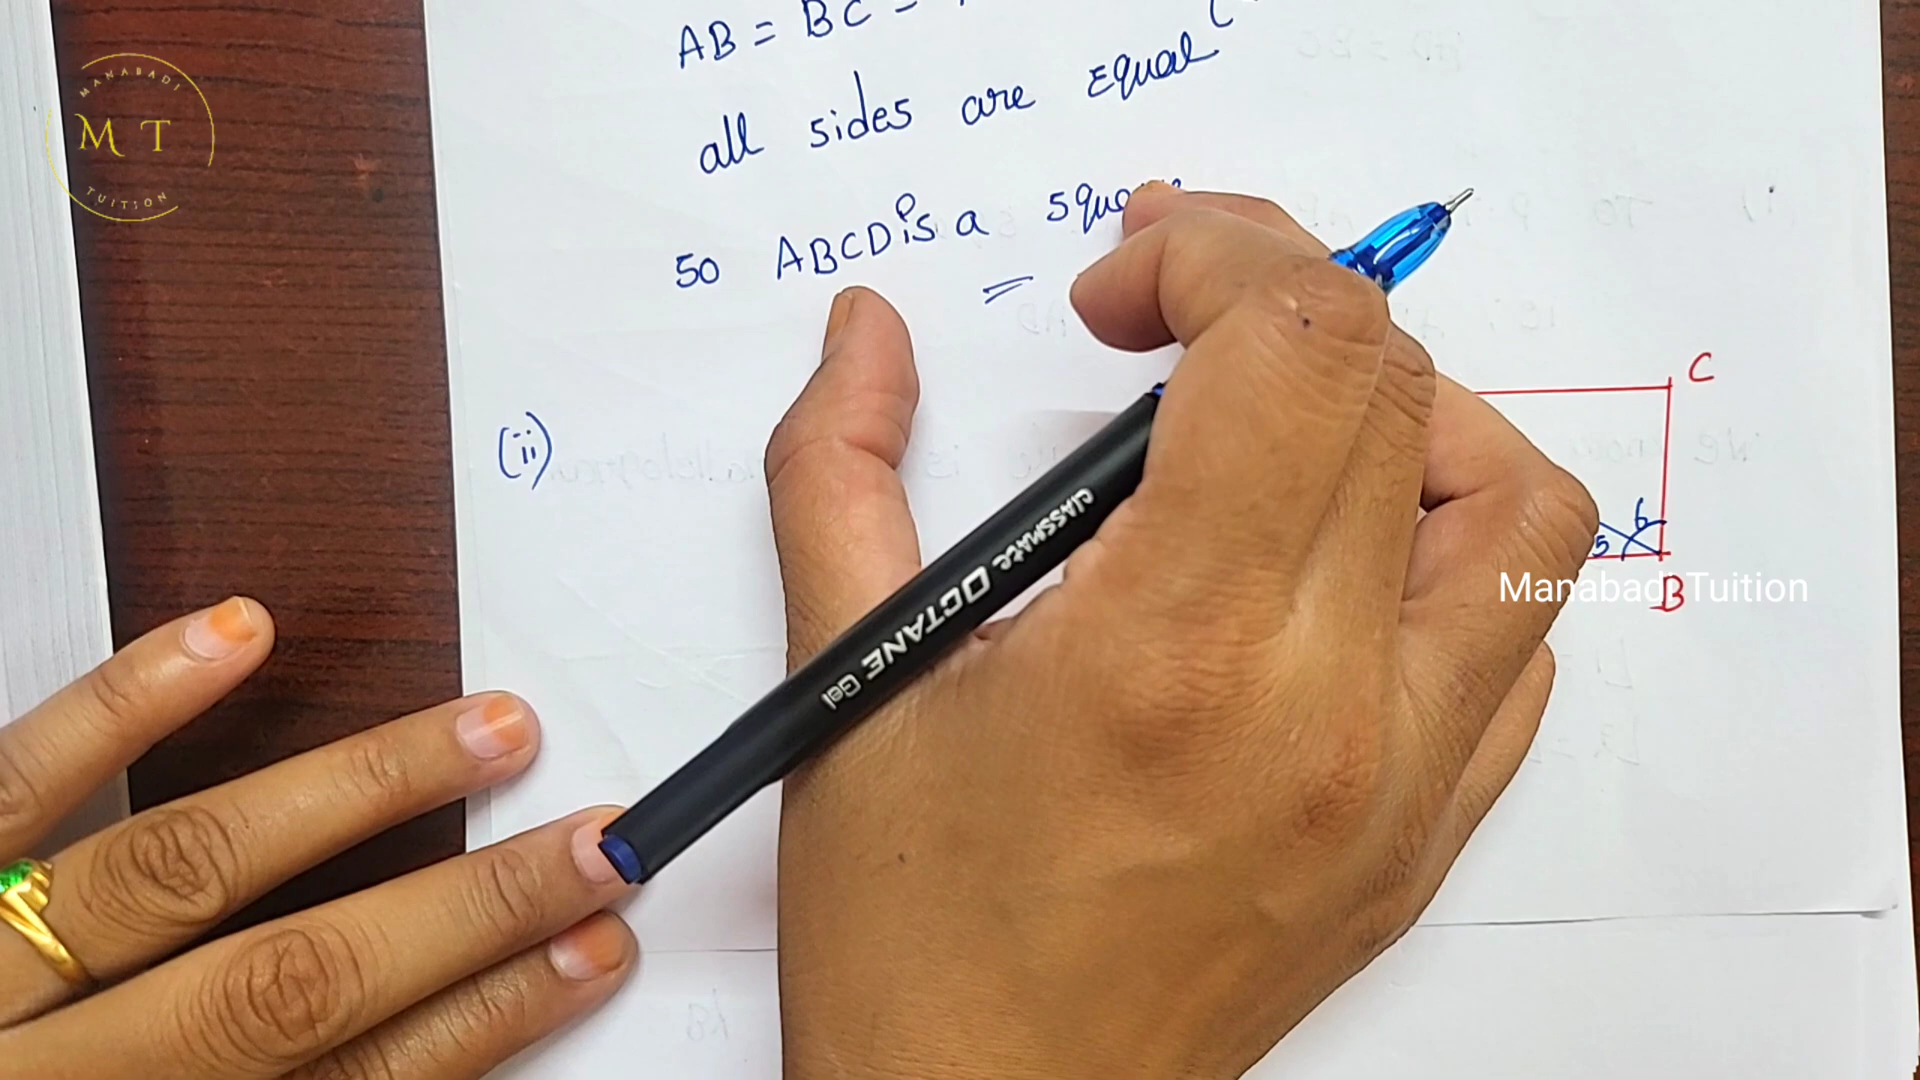 AB = BC =
all sides are Equal (
So ABCD is a square
=
(ii)
C
6
5
B
Manabadi Tuition
MANABADI
M T
TUITION
classmate OCTANE Gel